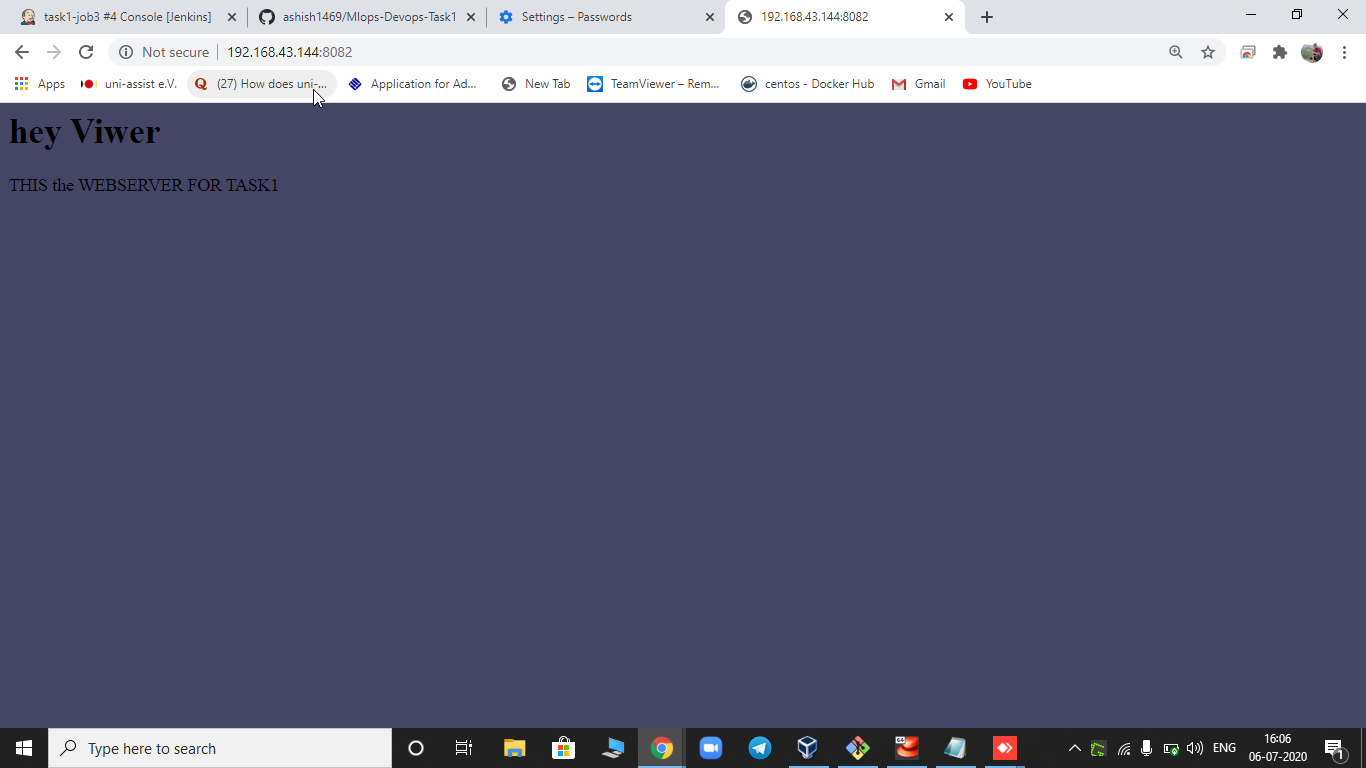 task1-job3 #4 Console [Jenkins]
ashish1469/Mlops-Devops-Task1
Settings – Passwords
192.168.43.144:8082
Not secure
192.168.43.144:8082
Apps
uni-assist e.V.
(27) How does uni-...
Application for Ad...
New Tab
TeamViewer – Rem...
centos - Docker Hub
Gmail
YouTube
hey Viwer
THIS the WEBSERVER FOR TASK1
Type here to search
64
ENG
16:06
06-07-2020
1